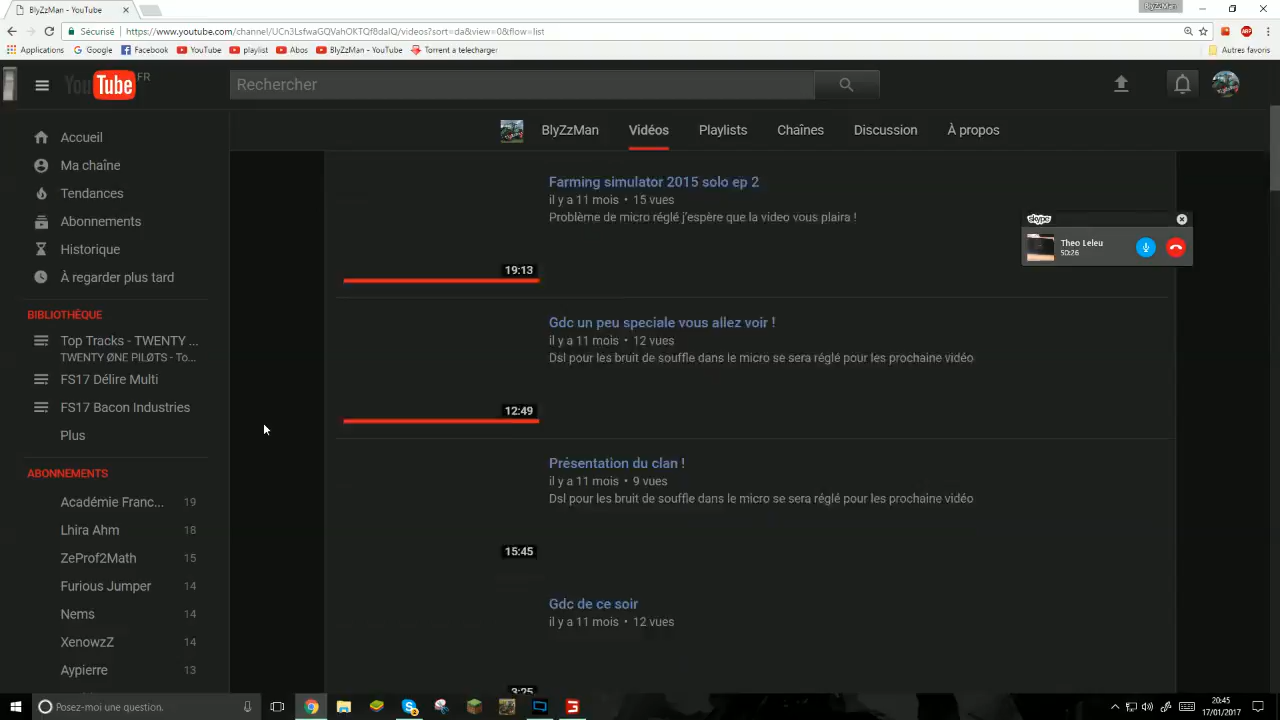 BlyZzMan - YouTube
BlyZzMan
Sécurisé
https://www.youtube.com/channel/UCn3LsfwaGQVahOKTQf8dalQ/videos?sort=da&view=0&flow=list
Applications
Google
Facebook
YouTube
playlist
Abos
BlyZzMan - YouTube
Torrent a telecharger
Autres favoris
YouTube FR
Rechercher
BlyZzMan
Vidéos
Playlists
Chaînes
Discussion
À propos
Accueil
Ma chaîne
Tendances
Abonnements
Historique
À regarder plus tard
BIBLIOTHÈQUE
Top Tracks - TWENTY ...
TWENTY ØNE PILØTS - To...
FS17 Délire Multi
FS17 Bacon Industries
Plus
ABONNEMENTS
Académie Franc... 19
Lhira Ahm 18
ZeProf2Math 15
Furious Jumper 14
Nems 14
XenowzZ 14
Aypierre 13
Farming simulator 2015 solo ep 2
il y a 11 mois • 15 vues
Problème de micro réglé j'espère que la video vous plaira !
19:13
Gdc un peu speciale vous allez voir !
il y a 11 mois • 12 vues
Dsl pour les bruit de souffle dans le micro se sera réglé pour les prochaine vidéo
12:49
Présentation du clan !
il y a 11 mois • 9 vues
Dsl pour les bruit de souffle dans le micro se sera réglé pour les prochaine vidéo
15:45
Gdc de ce soir
il y a 11 mois • 12 vues
3:25
skype
Theo Leleu
50:26
Posez-moi une question.
20:45
17/01/2017